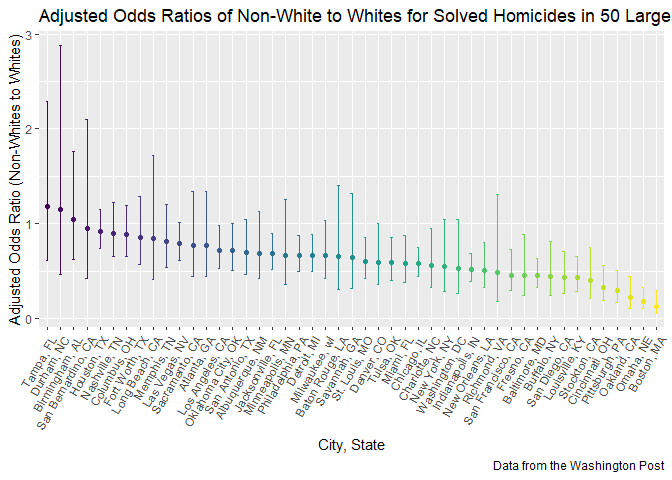 Adjusted Odds Ratios of Non-White to Whites for Solved Homicides in 50 Large
Adjusted Odds Ratio (Non-Whites to Whites)
3
2
1
0
Tampa, FL
Durham, NC
Birmingham, AL
San Bernardino, CA
Houston, TX
Nashville, TN
Columbus, OH
Fort Worth, TX
Long Beach, CA
Memphis, TN
Las Vegas, NV
Sacramento, CA
Atlanta, GA
Los Angeles, CA
Oklahoma City, OK
San Antonio, TX
Albuquerque, NM
Jacksonville, FL
Minneapolis, MN
Philadelphia, PA
Detroit, MI
Milwaukee, wI
Baton Rouge, LA
Savannah, GA
St. Louis, MO
Denver, CO
Tulsa, OK
Miami, FL
Chicago, IL
Charlotte, NC
New York, NY
Washington, DC
Indianapolis, IN
New Orleans, LA
Richmond, VA
San Francisco, CA
Fresno, CA
Baltimore, MD
Buffalo, NY
San Diego, CA
Louisville, KY
Stockton, CA
Cincinnati, OH
Pittsburgh, PA
Oakland, CA
Omaha, NE
Boston, MA
City, State
Data from the Washington Post